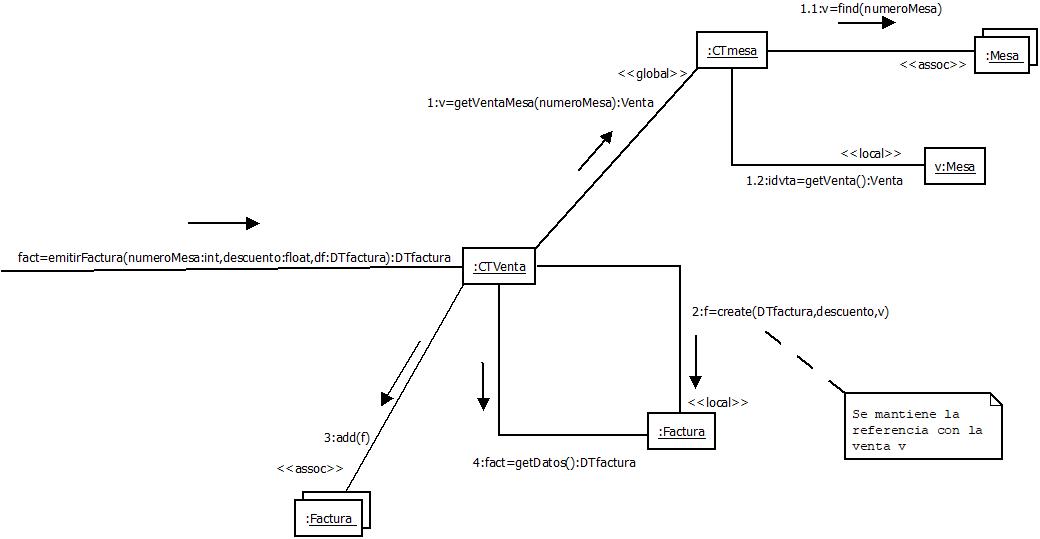 1.1:v=find(numeroMesa)
:CTmesa
:Mesa
<<assoc>>
<<global>>
1:v=getVentaMesa(numeroMesa):Venta
<<local>>
v:Mesa
1.2:idvta=getVenta():Venta
fact=emitirFactura(numeroMesa:int,descuento:float,df:DTfactura):DTfactura
:CTVenta
2:f=create(DTfactura,descuento,v)
<<local>>
:Factura
Se mantiene la
referencia con la
venta v
3:add(f)
4:fact=getDatos():DTfactura
<<assoc>>
:Factura